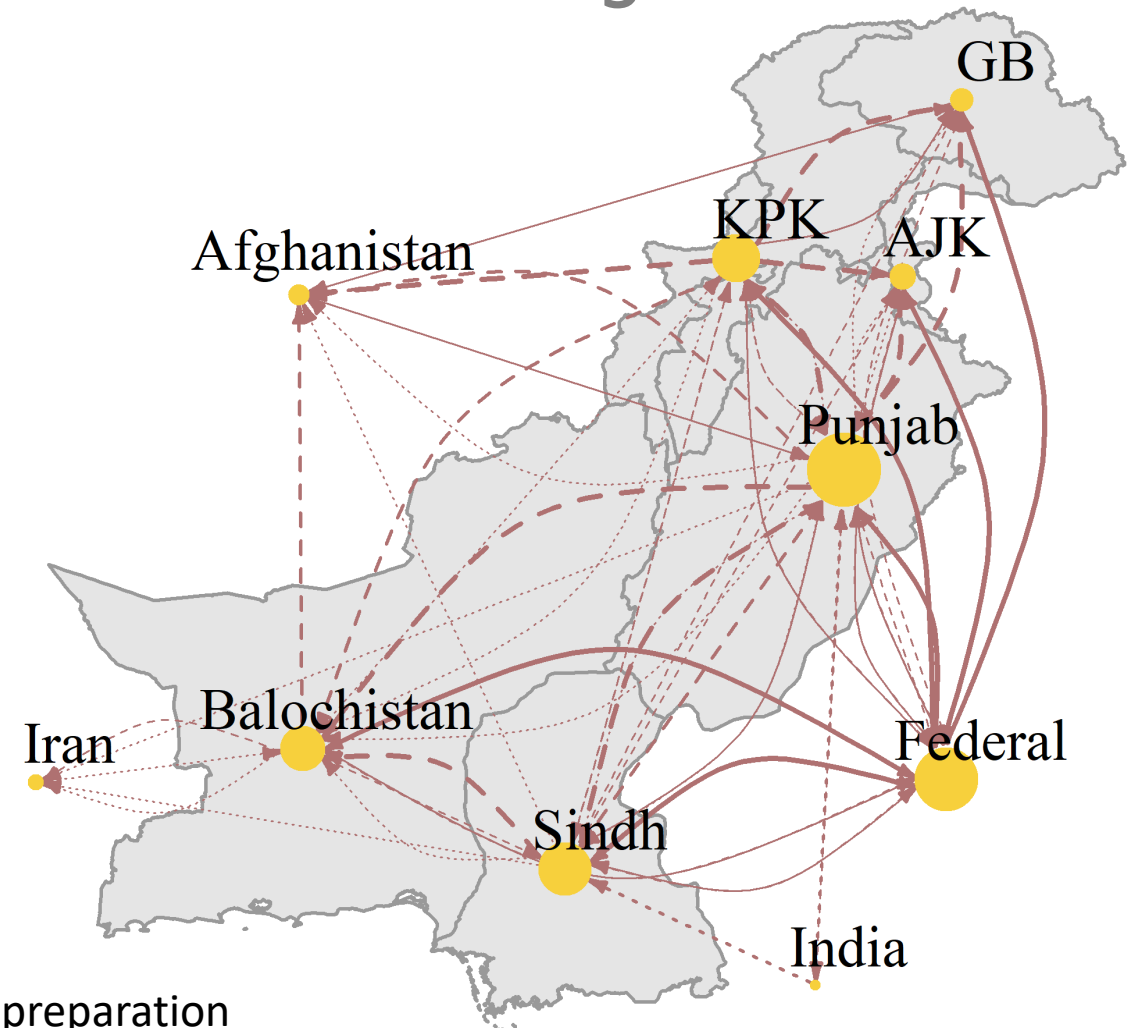 GB
KPK
AJK
Afghanistan
Punjab
Balochistan
Iran
Federal
Sindh
India
preparation